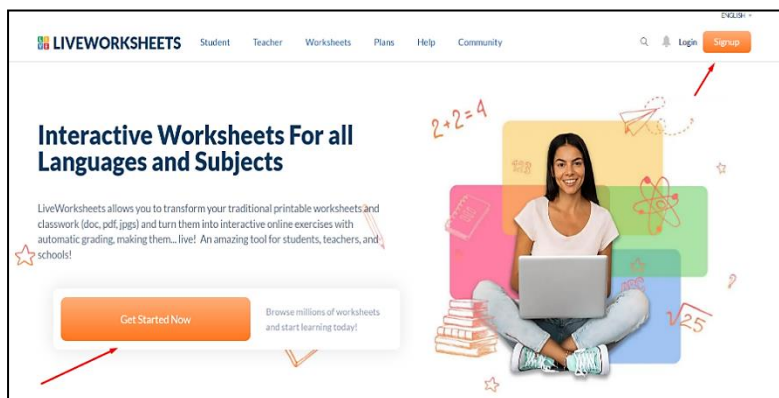 ENGLISH
LIVEWORKSHEETS Student Teacher Worksheets Plans Help Community Login Signup
2+2=4
Interactive Worksheets For all
Languages and Subjects
123
LiveWorksheets allows you to transform your traditional printable worksheets and
classwork (doc, pdf, jpgs) and turn them into interactive online exercises with
automatic grading, making them... live! An amazing tool for students, teachers, and
schools!
Get Started Now
Browse millions of worksheets
and start learning today!
√25
?